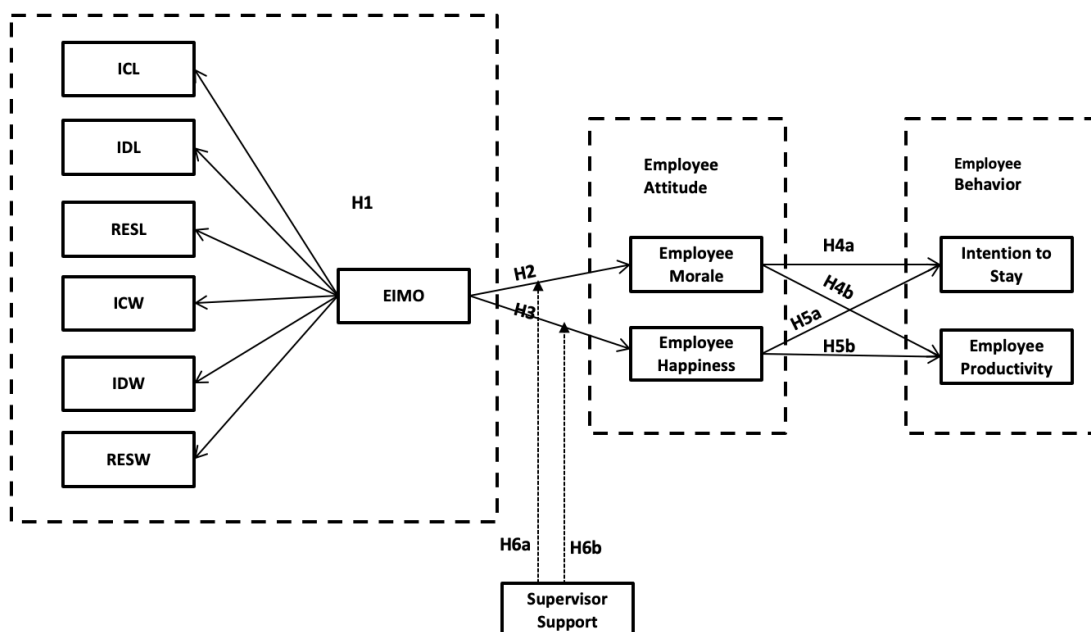 ICL
IDL
RESL
ICW
IDW
RESW
H1
EIMO
H2
H3
Employee
Attitude
Employee
Morale
Employee
Happiness
H4a
H4b
H5a
H5b
Employee
Behavior
Intention to
Stay
Employee
Productivity
H6a
H6b
Supervisor
Support